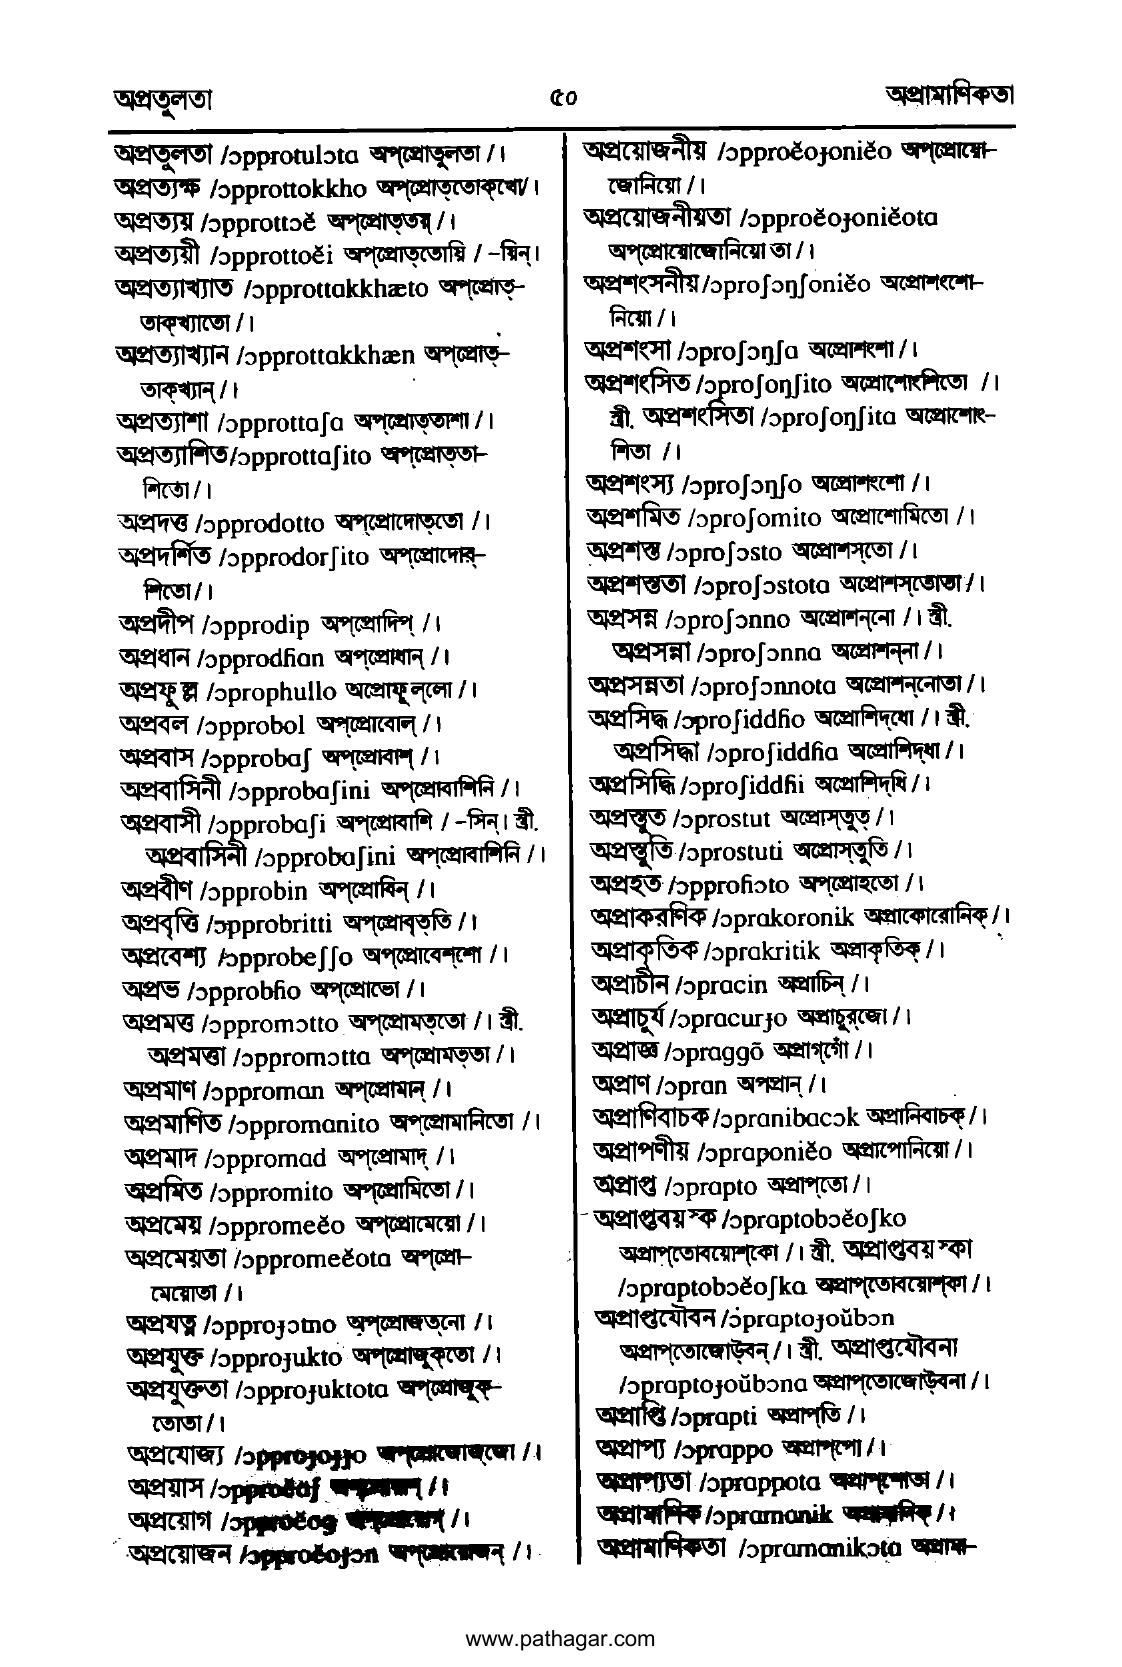 অপ্রতুলতা ৫০ অপ্রামাণিকতা
অপ্রতুলতা /ɔpprotulɔta অপ্‌প্রোতুলতা / ।
অপ্রত্যক্ষ /ɔpprottokkho অপ্‌প্রোত্‌তোক্‌খো/ ।
অপ্রত্যয় /ɔpprottɔĕ অপ্‌প্রোত্‌তয়্ / ।
অপ্রত্যয়ী /ɔpprottoĕi অপ্‌প্রোত্‌তোয়ি / -য়িন্ ।
অপ্রত্যাখ্যাত /ɔpprottakkhæto অপ্‌প্রোত্‌-
তাক্‌খ্যাতো / ।
অপ্রত্যাখ্যান /ɔpprottakkhæn অপ্‌প্রোত্‌-
তাক্‌খ্যান্ / ।
অপ্রত্যাশা /ɔpprottaʃa অপ্‌প্রোত্‌তাশা / ।
অপ্রত্যাশিত/ɔpprottaʃito অপ্‌প্রোত্‌তা-
শিতো / ।
অপ্রদত্ত /ɔpprodotto অপ্‌প্রোদোত্‌তো / ।
অপ্রদর্শিত /ɔpprodorʃito অপ্‌প্রোদোর্‌-
শিতো / ।
অপ্রদীপ /ɔpprodip অপ্‌প্রোদিপ্ / ।
অপ্রধান /ɔpprodɦan অপ্‌প্রোধান্ / ।
অপ্রফুল্ল /ɔprophullo অপ্রোফুল্‌লো / ।
অপ্রবল /ɔpprobol অপ্‌প্রোবোল্ / ।
অপ্রবাস /ɔpprobaʃ অপ্‌প্রোবাশ্ / ।
অপ্রবাসিনী /ɔpprobaʃini অপ্‌প্রোবাশিনি / ।
অপ্রবাসী /ɔpprobaʃi অপ্‌প্রোবাশি / -সিন্ । স্ত্রী.
অপ্রবাসিনী /ɔpprobaʃini অপ্‌প্রোবাশিনি / ।
অপ্রবীণ /ɔpprobin অপ্‌প্রোবিন্ / ।
অপ্রবৃত্তি /ɔpprobritti অপ্‌প্রোবৃত্‌তি / ।
অপ্রবেশ্য /ɔpprobeʃʃo অপ্‌প্রোবেশ্‌শো / ।
অপ্রভ /ɔpprobɦo অপ্‌প্রোভো / ।
অপ্রমত্ত /ɔppromɔtto অপ্‌প্রোমত্‌তো / । স্ত্রী.
অপ্রমত্তা /ɔppromɔtta অপ্‌প্রোমত্‌তা / ।
অপ্রমাণ /ɔpproman অপ্‌প্রোমান্ / ।
অপ্রমাণিত /ɔppromanito অপ্‌প্রোমানিতো / ।
অপ্রমাদ /ɔppromad অপ্‌প্রোমাদ্ / ।
অপ্রমিত /ɔppromito অপ্‌প্রোমিতো / ।
অপ্রমেয় /ɔppromeĕo অপ্‌প্রোমেয়ো / ।
অপ্রমেয়তা /ɔppromeĕota অপ্‌প্রো-
মেয়োতা / ।
অপ্রযত্ন /ɔpproɟɔtno অপ্‌প্রোজত্‌নো / ।
অপ্রযুক্ত /ɔpproɟukto অপ্‌প্রোজুক্‌তো / ।
অপ্রযুক্ততা /ɔpproɟuktota অপ্‌প্রোজুক্‌-
তোতা / ।
অপ্রযোজ্য /ɔpproɟoɟɟo অপ্‌প্রোজোজ্‌জো / ।
অপ্রয়াস /ɔpproĕaʃ / ।
অপ্রয়োগ /ɔpproĕog / ।
অপ্রয়োজন /ɔpproĕoɟɔn অপ্‌প্রোয়োজন্ / ।
অপ্রয়োজনীয় /ɔpproĕoɟoniĕo অপ্‌প্রোয়ো-
জোনিয়ো / ।
অপ্রয়োজনীয়তা /ɔpproĕoɟoniĕota
অপ্‌প্রোয়োজোনিয়োতা / ।
অপ্রশংসনীয় /ɔproʃɔŋʃoniĕo অপ্রোশংশো-
নিয়ো / ।
অপ্রশংসা /ɔproʃɔŋʃa অপ্রোশংশা / ।
অপ্রশংসিত /ɔproʃoŋʃito অপ্রোশোংশিতো / ।
স্ত্রী. অপ্রশংসিতা /ɔproʃoŋʃita অপ্রোশোং-
শিতা / ।
অপ্রশংস্য /ɔproʃɔŋʃo অপ্রোশংশো / ।
অপ্রশমিত /ɔproʃomito অপ্রোশোমিতো / ।
অপ্রশস্ত /ɔproʃɔsto অপ্রোশস্‌তো / ।
অপ্রশস্ততা /ɔproʃɔstota অপ্রোশস্‌তোতা / ।
অপ্রসন্ন /ɔproʃɔnno অপ্রোশন্‌নো / । স্ত্রী.
অপ্রসন্না /ɔproʃɔnna অপ্রোশন্‌না / ।
অপ্রসন্নতা /ɔproʃɔnnota অপ্রোশন্‌নোতা / ।
অপ্রসিদ্ধ /ɔproʃiddɦo অপ্রোশিদ্‌ধো / । স্ত্রী.
অপ্রসিদ্ধা /ɔproʃiddɦa অপ্রোশিদ্‌ধা / ।
অপ্রসিদ্ধি /ɔproʃiddɦi অপ্রোশিদ্‌ধি / ।
অপ্রস্তুত /ɔprostut অপ্রোস্‌তুত্ / ।
অপ্রস্তুতি /ɔprostuti অপ্রোস্‌তুতি / ।
অপ্রহত /ɔpproɦɔto অপ্‌প্রোহতো / ।
অপ্রাকরণিক /ɔprakoronik অপ্রাকোরোনিক্ / ।
অপ্রাকৃতিক /ɔprakritik অপ্রাকৃতিক্ / ।
অপ্রাচীন /ɔpracin অপ্রাচিন্ / ।
অপ্রাচুর্য /ɔpracurɟo অপ্রাচুর্‌জো / ।
অপ্রাজ্ঞ /ɔpraggõ অপ্রাগ্‌গোঁ / ।
অপ্রাণ /ɔpran অপপ্রান্ / ।
অপ্রাণিবাচক /ɔpranibacɔk অপ্রানিবাচক্ / ।
অপ্রাপণীয় /ɔpraponiĕo অপ্রাপোনিয়ো / ।
অপ্রাপ্ত /ɔprapto অপ্রাপ্‌তো / ।
অপ্রাপ্তবয়স্ক /ɔpraptobɔĕoʃko
অপ্রাপ্‌তোবয়োশ্‌কো / । স্ত্রী. অপ্রাপ্তবয়স্কা
/ɔpraptobɔĕoʃka অপ্রাপ্‌তোবয়োশ্‌কা / ।
অপ্রাপ্তযৌবন /ɔpraptoɟoŭbɔn
অপ্রাপ্‌তোজোউ্‌বন্ / । স্ত্রী. অপ্রাপ্তযৌবনা
/ɔpraptoɟoŭbɔna অপ্রাপ্‌তোজোউ্‌বনা / ।
অপ্রাপ্তি /ɔprapti অপ্রাপ্‌তি / ।
অপ্রাপ্য /ɔprappo অপ্রাপ্‌পো / ।
অপ্রাপ্যতা /ɔprappota অপ্রাপ্‌পোতা / ।
অপ্রামাণিক /ɔpramanik অপ্রামানিক্ / ।
অপ্রামাণিকতা /ɔpramanikɔta অপ্রামা-
www.pathagar.com